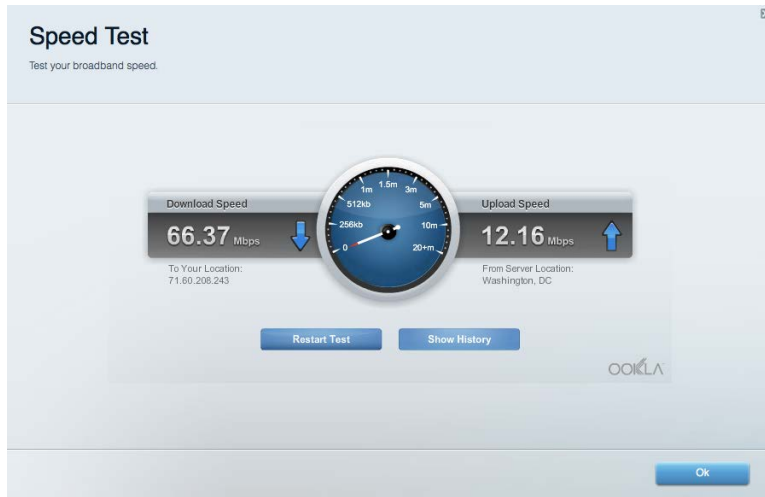 Speed Test
Test your broadband speed.
Download Speed
66.37 Mbps
To Your Location:
71.60.208.243
0
256kb
512kb
1m
1.5m
3m
5m
10m
20+m
Upload Speed
12.16 Mbps
From Server Location:
Washington, DC
Restart Test
Show History
OOKLA
Ok